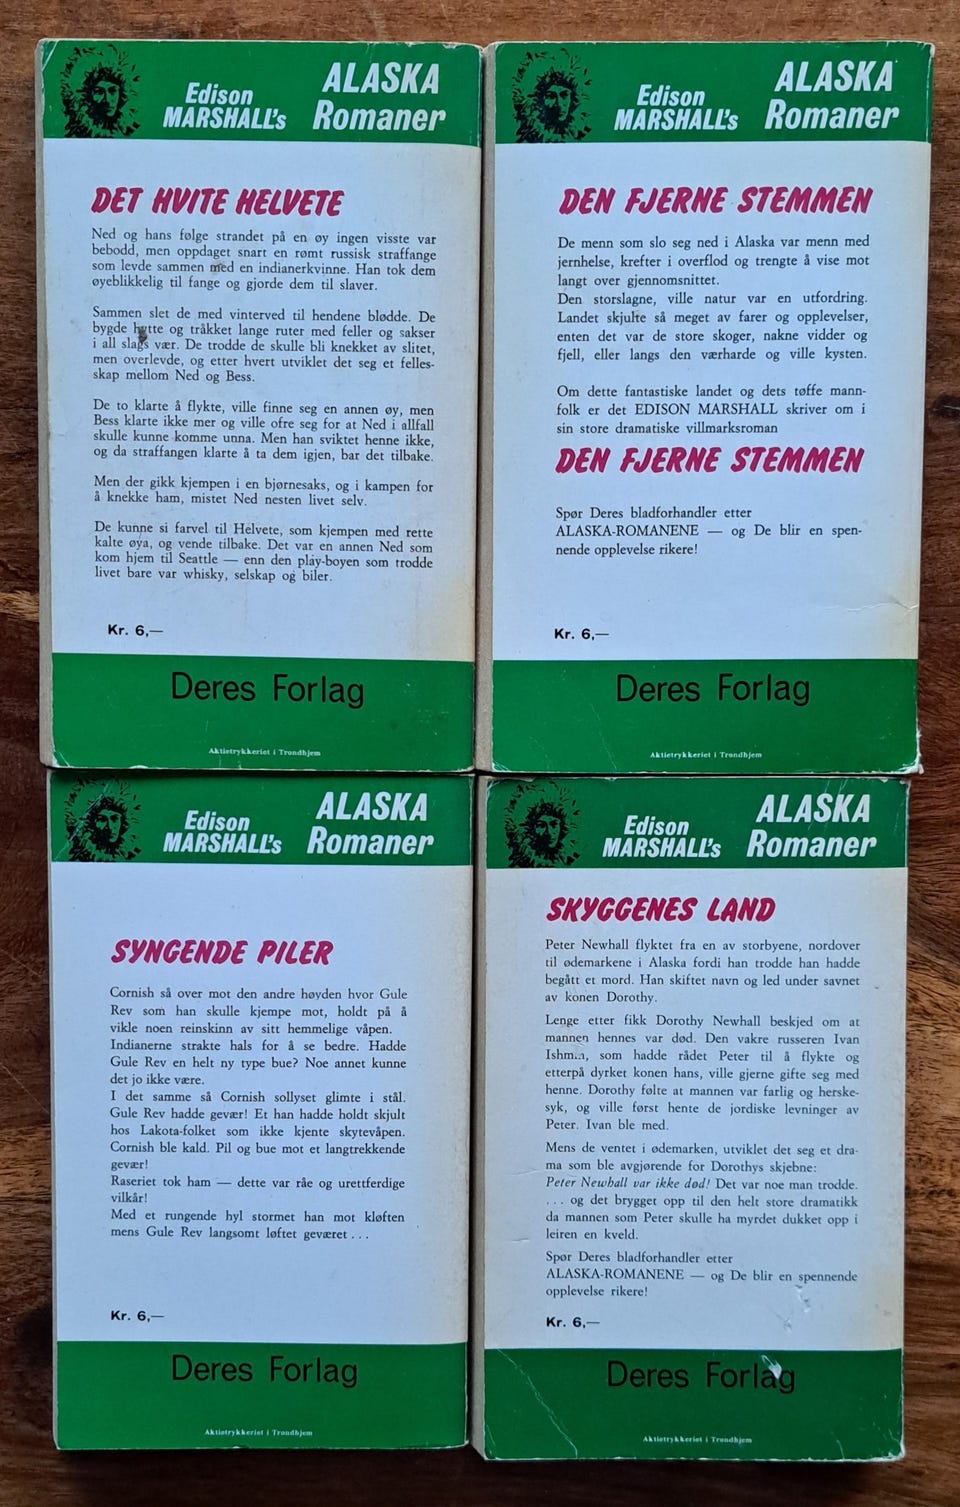 Edison
MARSHALL's
ALASKA
Romaner
DET HVITE HELVETE
Ned og hans følge strandet på en øy ingen visste var
bebodd, men oppdaget snart en rømt russisk straffange
som levde sammen med en indianerkvinne. Han tok dem
øyeblikkelig til fange og gjorde dem til slaver.
Sammen slet de med vinterved til hendene blødde. De
bygde hytte og tråkket lange ruter med feller og sakser
i all slags vær. De trodde de skulle bli knekket av slitet,
men overlevde, og etter hvert utviklet det seg et felles-
skap mellom Ned og Bess.
De to klarte å flykte, ville finne seg en annen øy, men
Bess klarte ikke mer og ville ofre seg for at Ned i allfall
skulle kunne komme unna. Men han sviktet henne ikke,
og da straffangen klarte å ta dem igjen, bar det tilbake.
Men der gikk kjempen i en bjørnesaks, og i kampen for
å knekke ham, mistet Ned nesten livet selv.
De kunne si farvel til Helvete, som kjempen med rette
kalte øya, og vende tilbake. Det var en annen Ned som
kom hjem til Seattle — enn den play-boyen som trodde
livet bare var whisky, selskap og biler.
Kr. 6,—
Deres Forlag
Aktietrykkeriet i Trondhjem
Edison
MARSHALL's
ALASKA
Romaner
DEN FJERNE STEMMEN
De menn som slo seg ned i Alaska var menn med
jernhelse, krefter i overflod og trengte å vise mot
langt over gjennomsnittet.
Den storslagne, ville natur var en utfordring.
Landet skjulte så meget av farer og opplevelser,
enten det var de store skoger, nakne vidder og
fjell, eller langs den værharde og ville kysten.
Om dette fantastiske landet og dets tøffe mann-
folk er det EDISON MARSHALL skriver om i
sin store dramatiske villmarksroman
DEN FJERNE STEMMEN
Spør Deres bladforhandler etter
ALASKA-ROMANENE — og De blir en spen-
nende opplevelse rikere!
Kr. 6,—
Deres Forlag
Aktietrykkeriet i Trondhjem
Edison
MARSHALL's
ALASKA
Romaner
SYNGENDE PILER
Cornish så over mot den andre høyden hvor Gule
Rev som han skulle kjempe mot, holdt på å
vikle noen reinskinn av sitt hemmelige våpen.
Indianerne strakte hals for å se bedre. Hadde
Gule Rev en helt ny type bue? Noe annet kunne
det jo ikke være.
I det samme så Cornish sollyset glimte i stål.
Gule Rev hadde gevær! Et han hadde holdt skjult
hos Lakota-folket som ikke kjente skytevåpen.
Cornish ble kald. Pil og bue mot et langtrekkende
gevær!
Raseriet tok ham — dette var råe og urettferdige
vilkår!
Med et rungende hyl stormet han mot kløften
mens Gule Rev langsomt løftet geværet . . .
Kr. 6,—
Deres Forlag
Aktietrykkeriet i Trondhjem
Edison
MARSHALL's
ALASKA
Romaner
SKYGGENES LAND
Peter Newhall flyktet fra en av storbyene, nordover
til ødemarkene i Alaska fordi han trodde han hadde
begått et mord. Han skiftet navn og led under savnet
av konen Dorothy.
Lenge etter fikk Dorothy Newhall beskjed om at
mannen hennes var død. Den vakre russeren Ivan
Ishmin, som hadde rådet Peter til å flykte og
etterpå dyrket konen hans, ville gjerne gifte seg med
henne. Dorothy følte at mannen var farlig og herske-
syk, og ville først hente de jordiske levninger av
Peter. Ivan ble med.
Mens de ventet i ødemarken, utviklet det seg et dra-
ma som ble avgjørende for Dorothys skjebne:
Peter Newhall var ikke død! Det var noe man trodde.
. . . og det brygget opp til den helt store dramatikk
da mannen som Peter skulle ha myrdet dukket opp i
leiren en kveld.
Spør Deres bladforhandler etter
ALASKA-ROMANENE — og De blir en spennende
opplevelse rikere!
Kr. 6,—
Deres Forlag
Aktietrykkeriet i Trondhjem